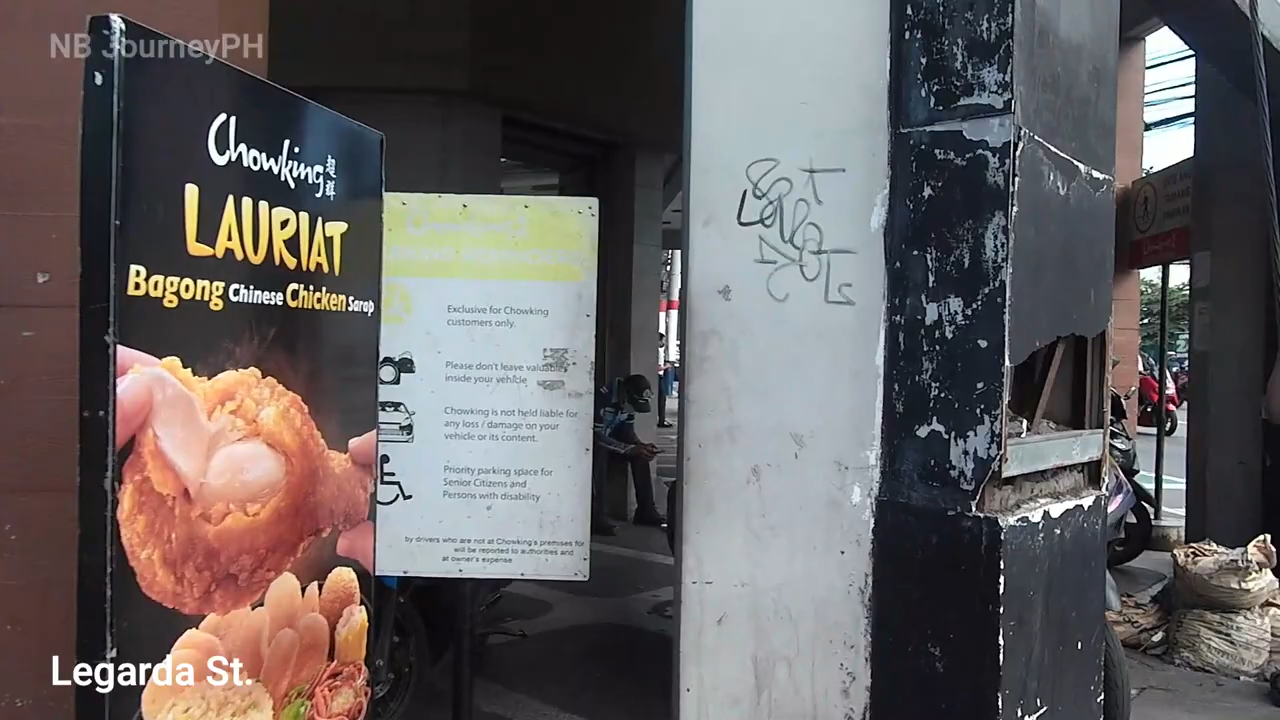 NB JourneyPH
Chowking 超群
LAURIAT
Bagong Chinese Chicken Sarap
Exclusive for Chowking
customers only.
Please don't leave valuables
inside your vehicle
Chowking is not held liable for
any loss / damage on your
vehicle or its content.
Priority parking space for
Senior Citizens and
Persons with disability
by drivers who are not at Chowking's premises for
will be reported to authorities and
at owner's expense
Legarda St.